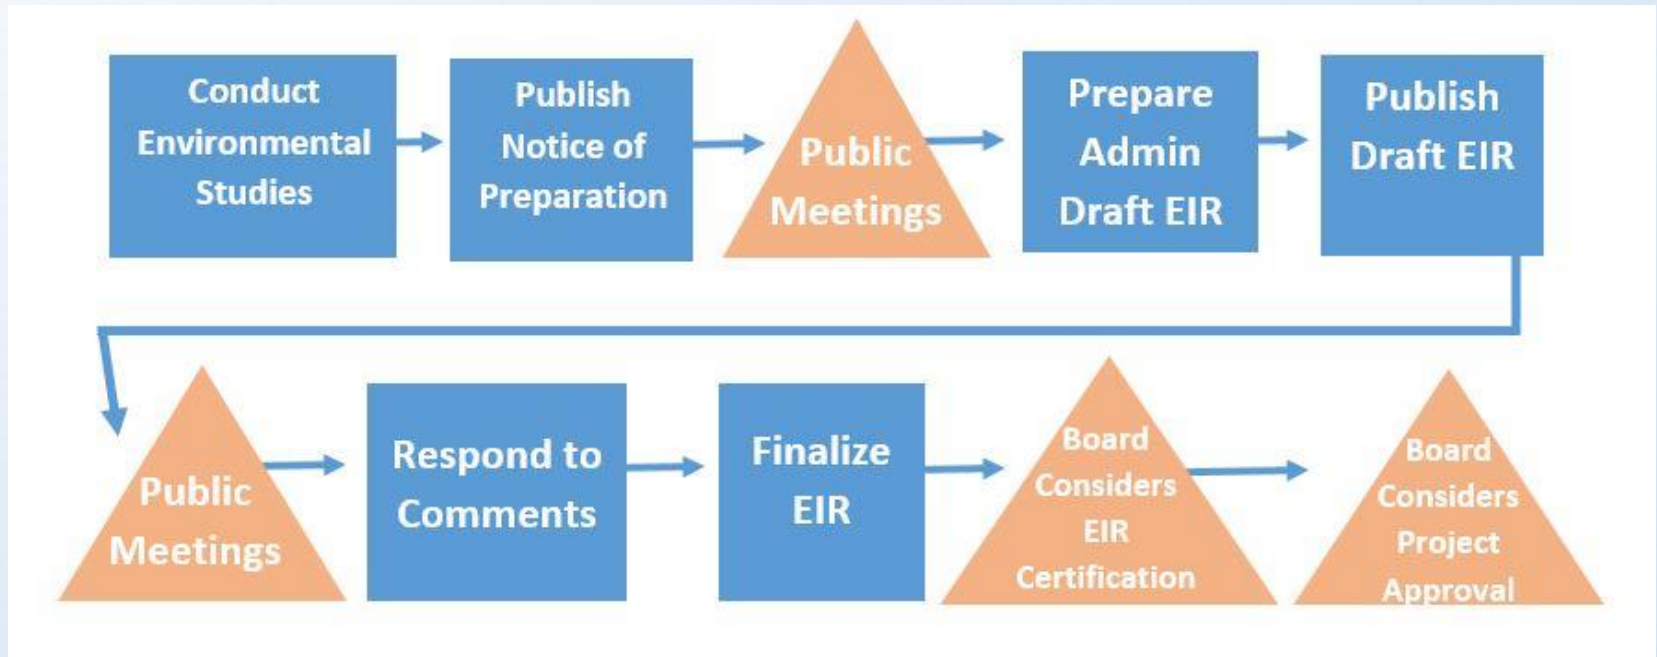 Conduct
Environmental
Studies
Publish
Notice of
Preparation
Public
Meetings
Prepare
Admin
Draft EIR
Publish
Draft EIR
Public
Meetings
Respond to
Comments
Finalize
EIR
Board
Considers
EIR
Certification
Board
Considers
Project
Approval